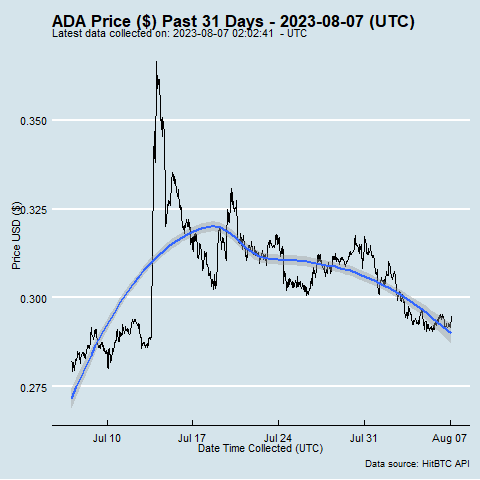 ADA Price ($) Past 31 Days - 2023-08-07 (UTC)
Latest data collected on: 2023-08-07 02:02:41  - UTC
Price USD ($)
0.350
0.325
0.300
0.275
Jul 10
Jul 17
Jul 24
Jul 31
Aug 07
Date Time Collected (UTC)
Data source: HitBTC API